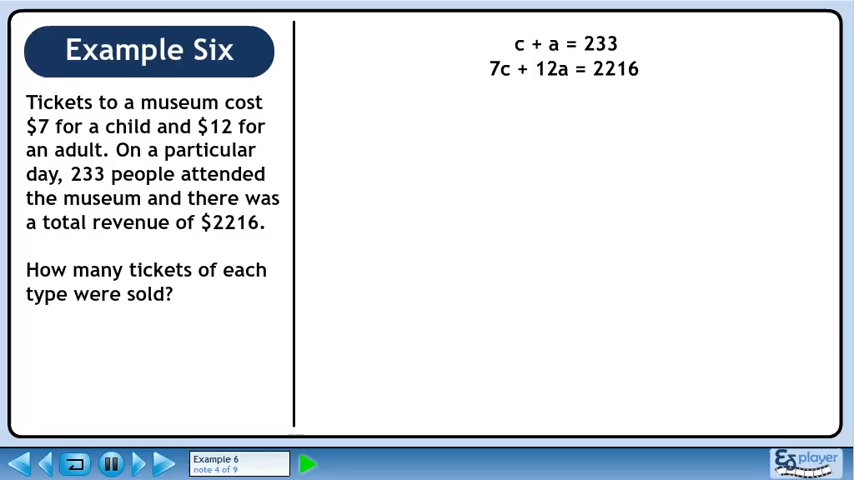 Example Six
Tickets to a museum cost
$7 for a child and $12 for
an adult. On a particular
day, 233 people attended
the museum and there was
a total revenue of $2216.
How many tickets of each
type were sold?
c + a = 233
7c + 12a = 2216
Example 6
note 4 of 9
player